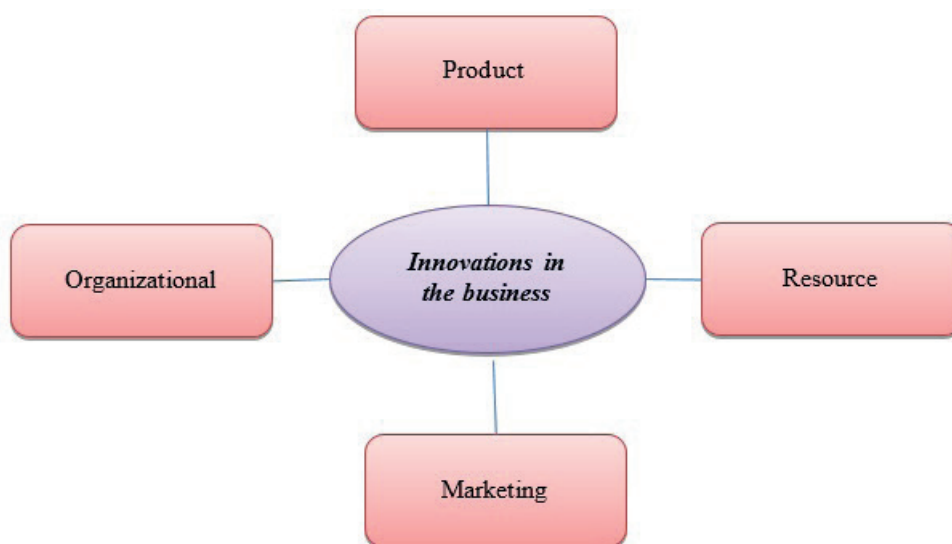 Product
Organizational
Innovations in
the business
Resource
Marketing